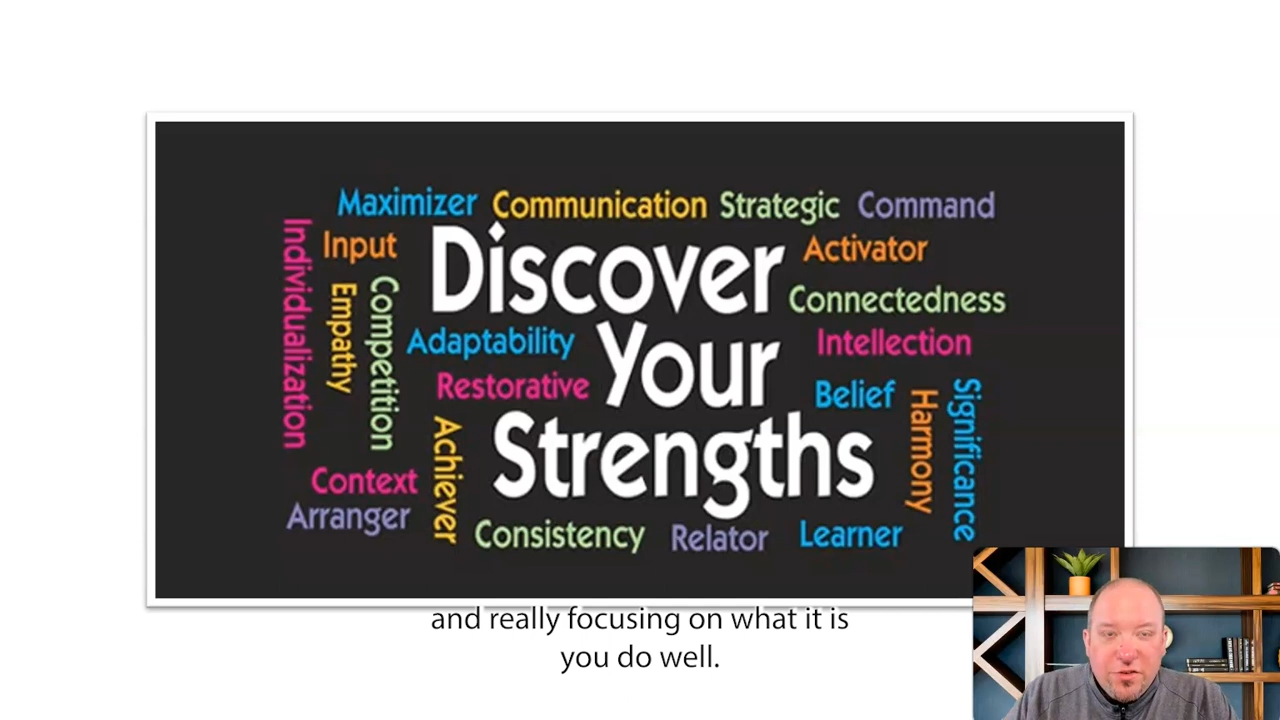 Maximizer Communication Strategic Command
Individualization
Input
Discover
Activator
Empathy
Competition
Connectedness
Adaptability
Your
Intellection
Restorative
Belief
Harmony
Significance
Achiever
Strengths
Context
Arranger
Consistency Relator Learner
and really focusing on what it is
you do well.